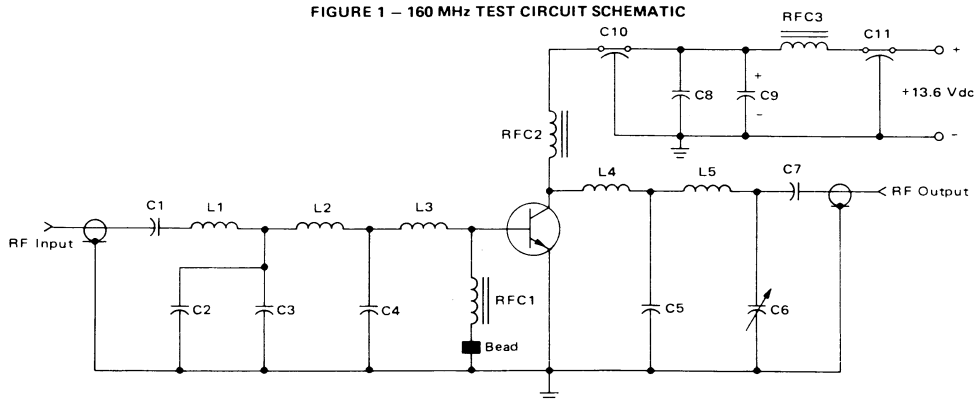 FIGURE 1 – 160 MHz TEST CIRCUIT SCHEMATIC
RFC3
C10
C11
+
C8
+
C9
–
+13.6 Vdc
–
RFC2
L4
L5
C7
RF Output
C1
L1
L2
L3
RF Input
RFC1
C2
C3
C4
C5
C6
Bead